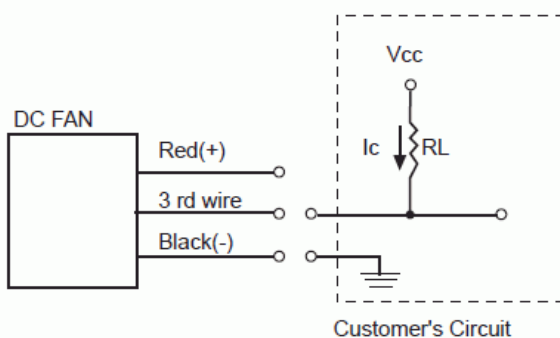 Vcc
DC FAN
Red(+)
Ic
RL
3 rd wire
Black(-)
Customer's Circuit